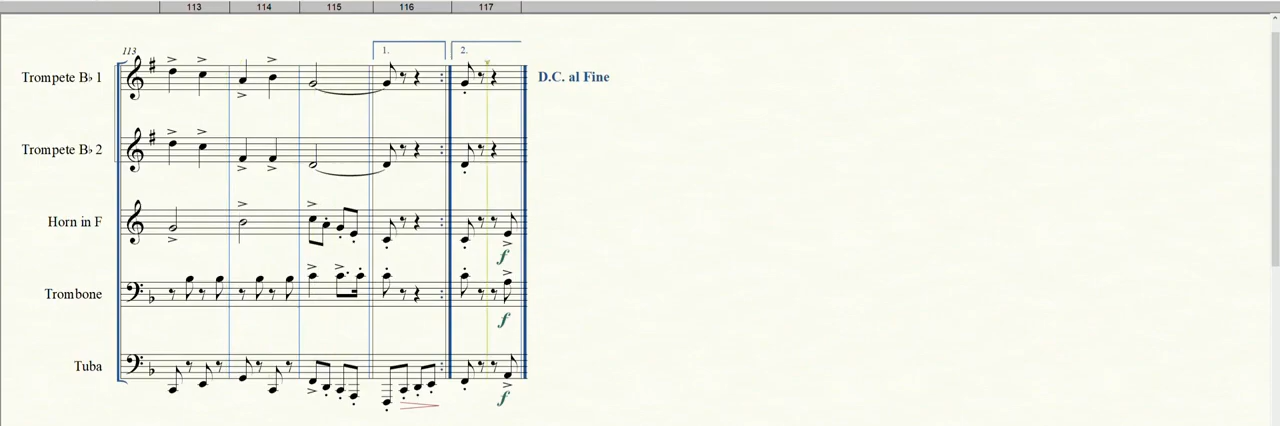 113 114 115 116 117
113
1. 2.
Trompete B♭ 1 D.C. al Fine
Trompete B♭ 2
Horn in F
f
Trombone
f
Tuba
f